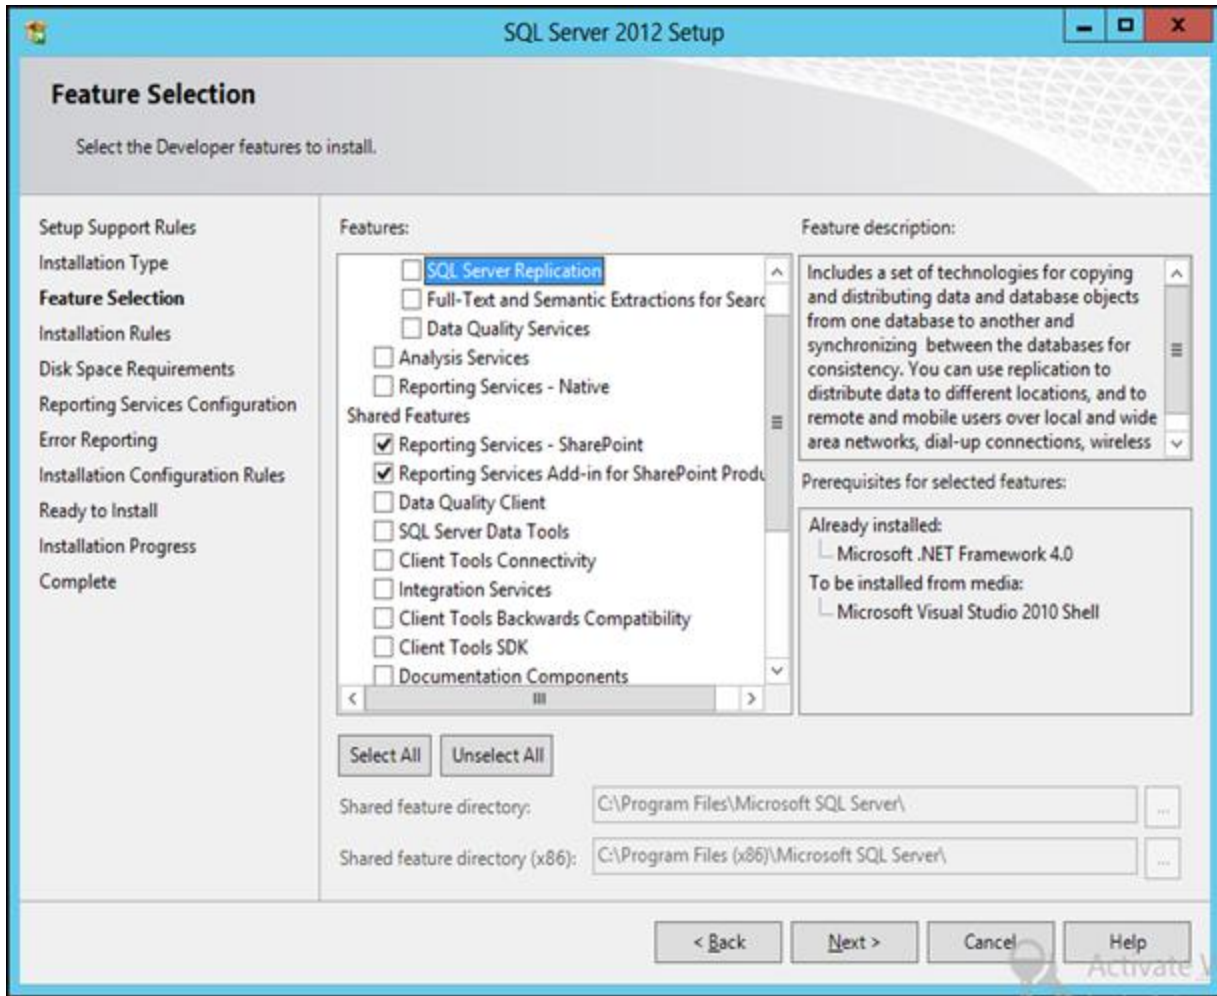 SQL Server 2012 Setup
Feature Selection
Select the Developer features to install.
Setup Support Rules
Installation Type
Feature Selection
Installation Rules
Disk Space Requirements
Reporting Services Configuration
Error Reporting
Installation Configuration Rules
Ready to Install
Installation Progress
Complete
Features:
SQL Server Replication
Full-Text and Semantic Extractions for Searc
Data Quality Services
Analysis Services
Reporting Services - Native
Shared Features
Reporting Services - SharePoint
Reporting Services Add-in for SharePoint Produ
Data Quality Client
SQL Server Data Tools
Client Tools Connectivity
Integration Services
Client Tools Backwards Compatibility
Client Tools SDK
Documentation Components
Feature description:
Includes a set of technologies for copying
and distributing data and database objects
from one database to another and
synchronizing between the databases for
consistency. You can use replication to
distribute data to different locations, and to
remote and mobile users over local and wide
area networks, dial-up connections, wireless
Prerequisites for selected features:
Already installed:
Microsoft .NET Framework 4.0
To be installed from media:
Microsoft Visual Studio 2010 Shell
Select All Unselect All
Shared feature directory: C:\Program Files\Microsoft SQL Server\ ...
Shared feature directory (x86): C:\Program Files (x86)\Microsoft SQL Server\ ...
< Back Next > Cancel Help
Activate